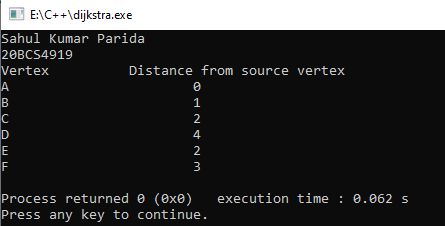 E:\C++\dijkstra.exe
Sahul Kumar Parida
20BCS4919
Vertex          Distance from source vertex
A                       0
B                       1
C                       2
D                       4
E                       2
F                       3
Process returned 0 (0x0)   execution time : 0.062 s
Press any key to continue.